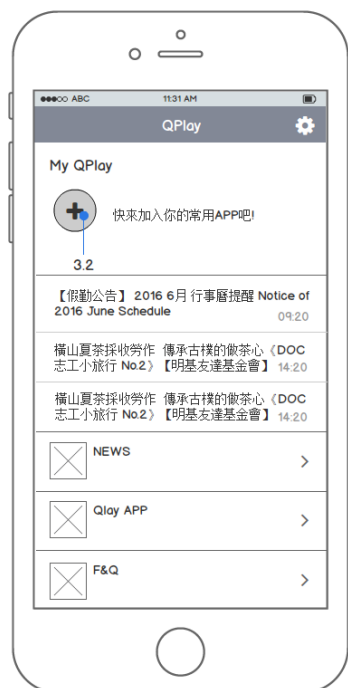 ABC 11:31 AM
QPlay
My QPlay
快來加入你的常用APP吧!
3.2
【假勤公告】 2016 6月 行事曆提醒 Notice of
2016 June Schedule 09:20
橫山夏茶採收勞作 傳承古樸的做茶心《DOC
志工小旅行 No.2》【明基友達基金會】 14:20
橫山夏茶採收勞作 傳承古樸的做茶心《DOC
志工小旅行 No.2》【明基友達基金會】 14:20
NEWS
Qlay APP
F&Q